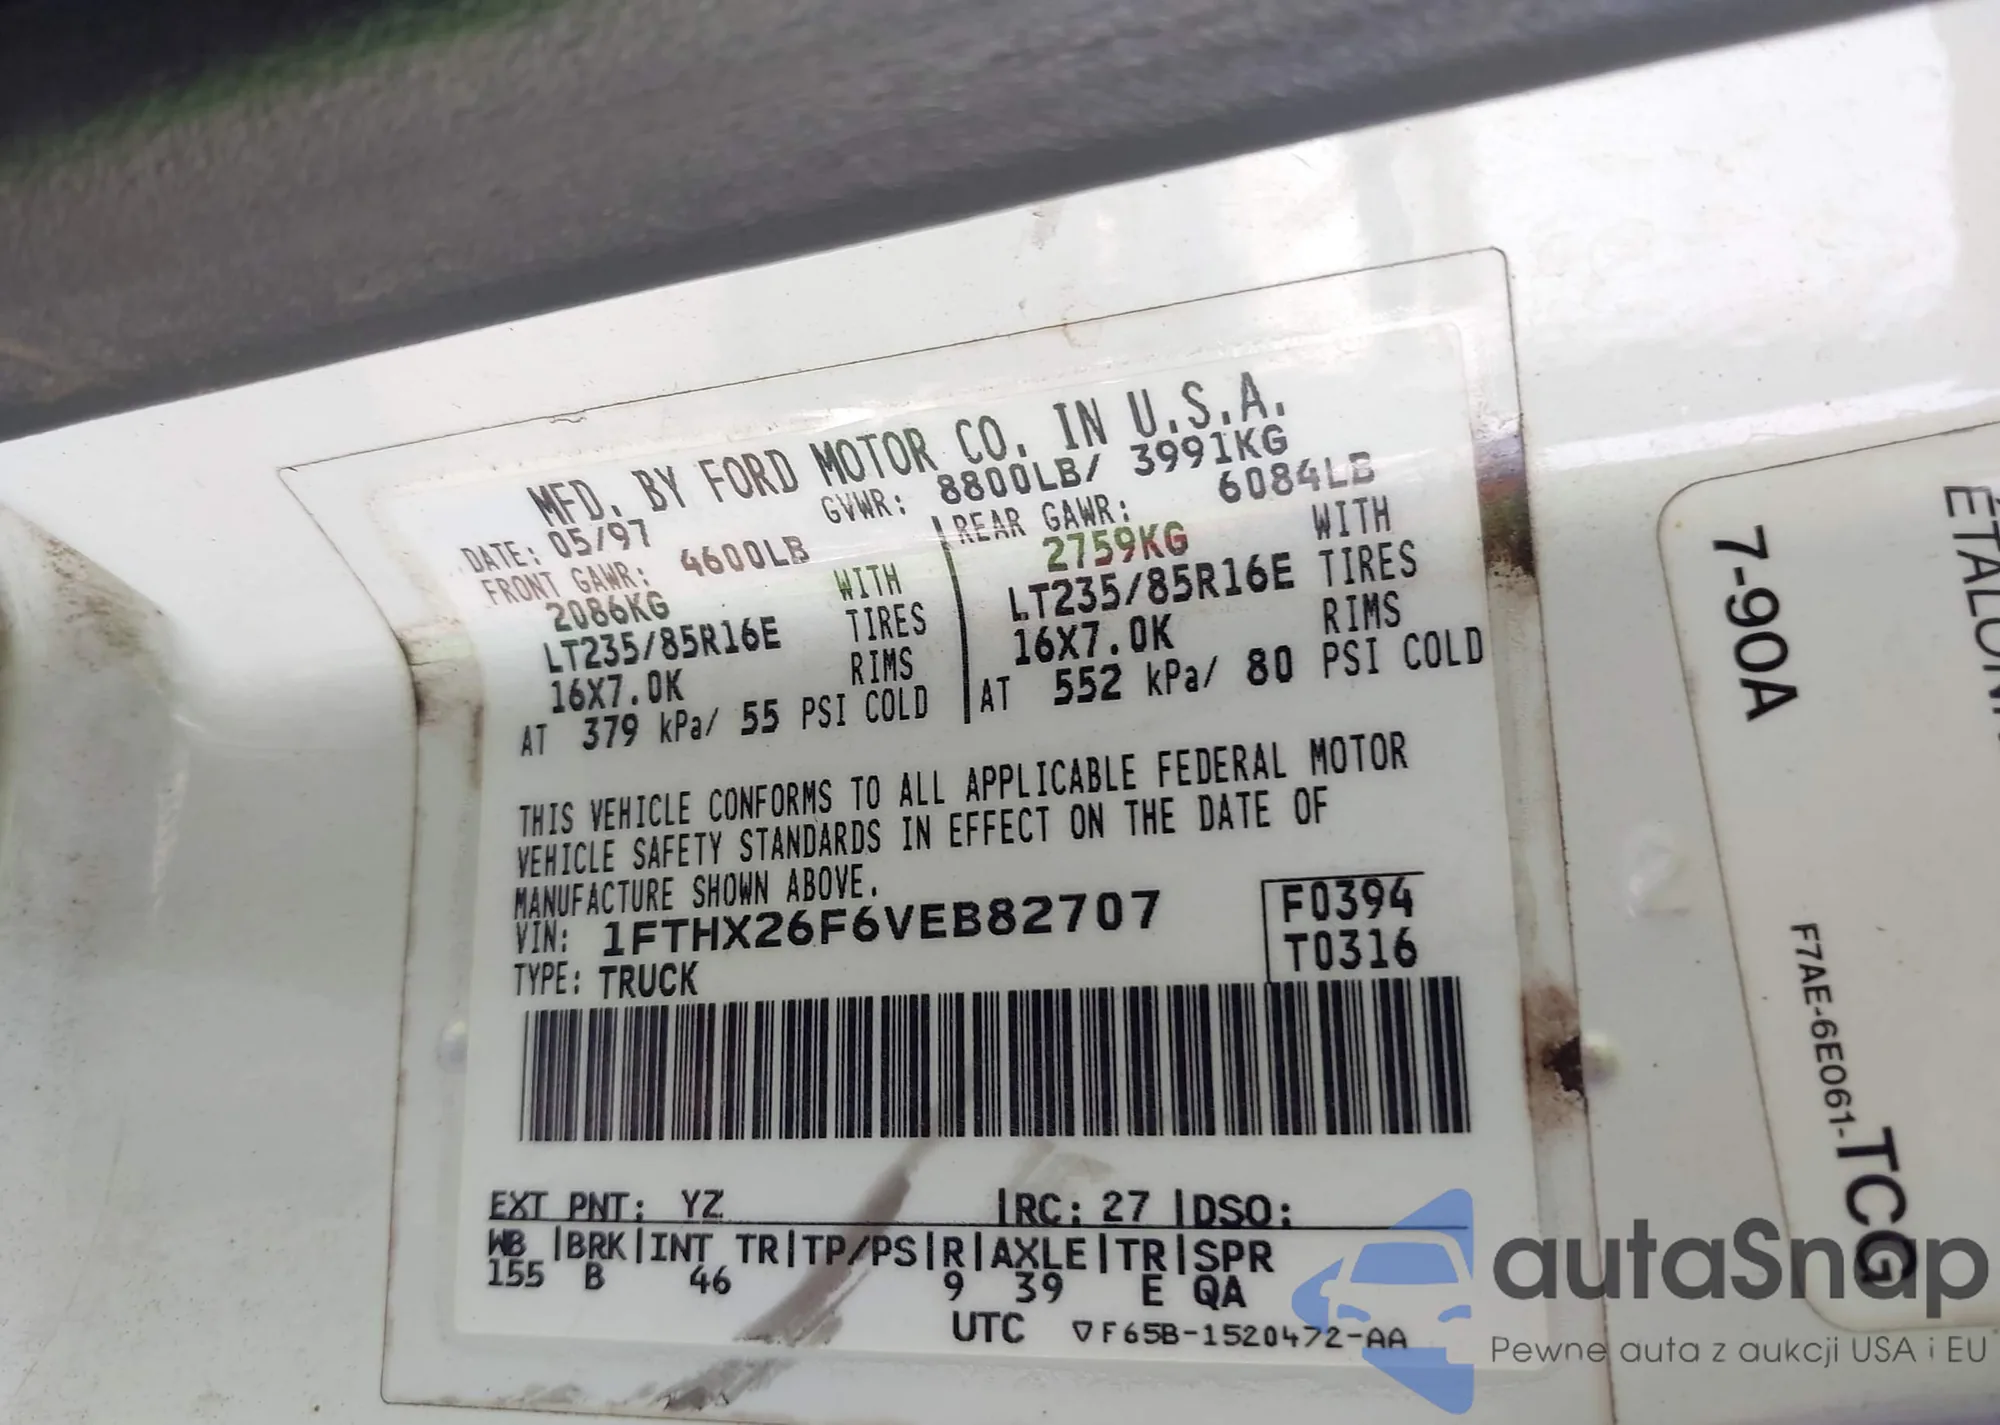 MFD. BY FORD MOTOR CO. IN U.S.A.
DATE: 05/97 GVWR: 8800LB/ 3991KG
FRONT GAWR: 4600LB
2086KG WITH
LT235/85R16E TIRES
16X7.0K RIMS
AT 379 kPa/ 55 PSI COLD
REAR GAWR: 6084LB
2759KG WITH
LT235/85R16E TIRES
16X7.0K RIMS
AT 552 kPa/ 80 PSI COLD
THIS VEHICLE CONFORMS TO ALL APPLICABLE FEDERAL MOTOR
VEHICLE SAFETY STANDARDS IN EFFECT ON THE DATE OF
MANUFACTURE SHOWN ABOVE.
VIN: 1FTHX26F6VEB82707
TYPE: TRUCK
F0394
T0316
EXT PNT: YZ |RC: 27 |DSO:
WB |BRK|INT TR|TP/PS|R|AXLE|TR|SPR
155 B 46 9 39 E QA
UTC ▽F65B-1520472-AA
7-90A
F7AE-6E061-TCG
autaSnap
Pewne auta z aukcji USA i EU